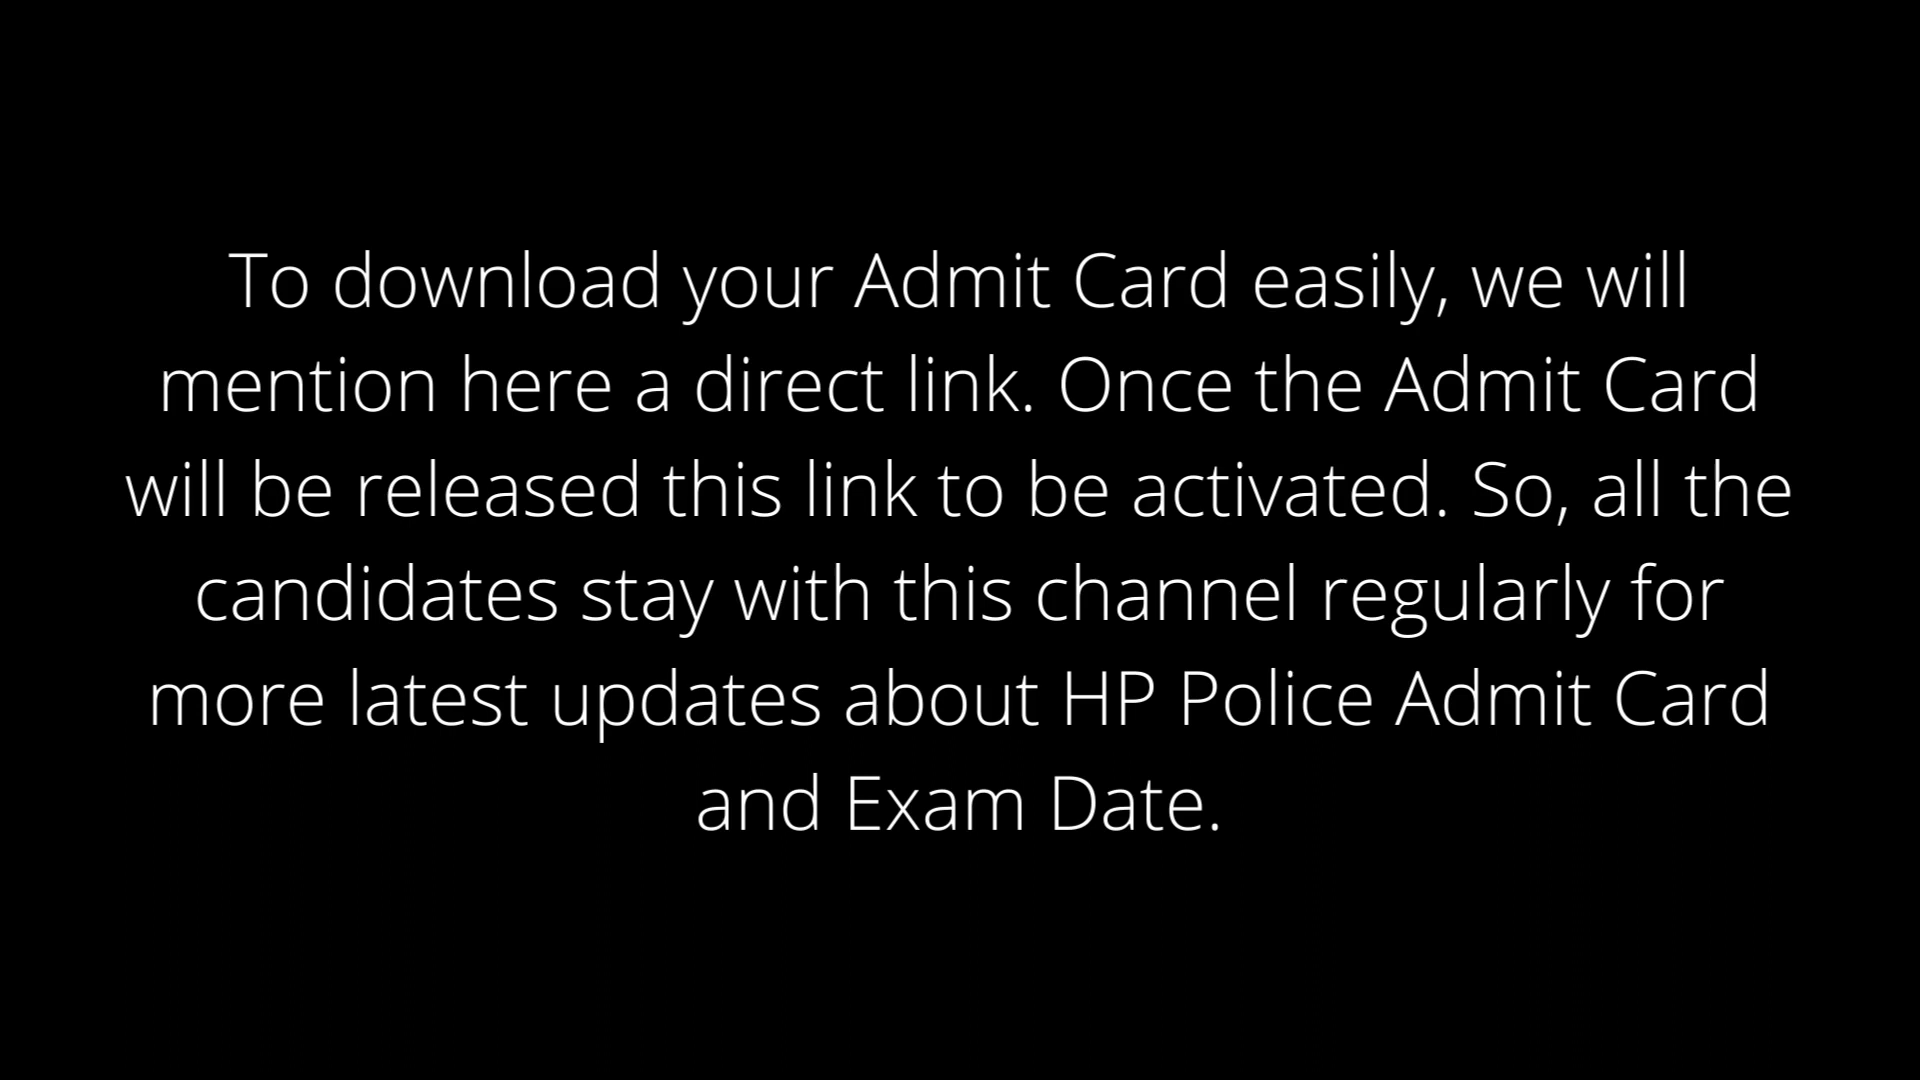 To download your Admit Card easily, we will
mention here a direct link. Once the Admit Card
will be released this link to be activated. So, all the
candidates stay with this channel regularly for
more latest updates about HP Police Admit Card
and Exam Date.